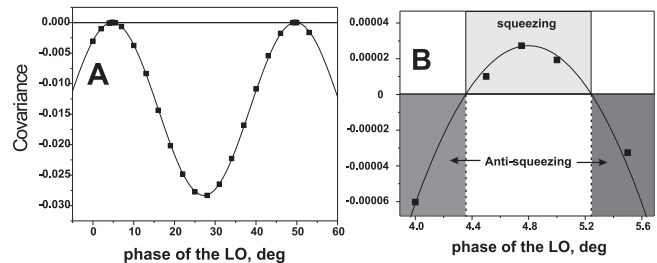 A
Covariance
0.000
-0.005
-0.010
-0.015
-0.020
-0.025
-0.030
0 10 20 30 40 50 60
phase of the LO, deg
B
squeezing
0.00004
0.00002
0
-0.00002
-0.00004
-0.00006
Anti-squeezing
4.0 4.4 4.8 5.2 5.6
phase of the LO, deg